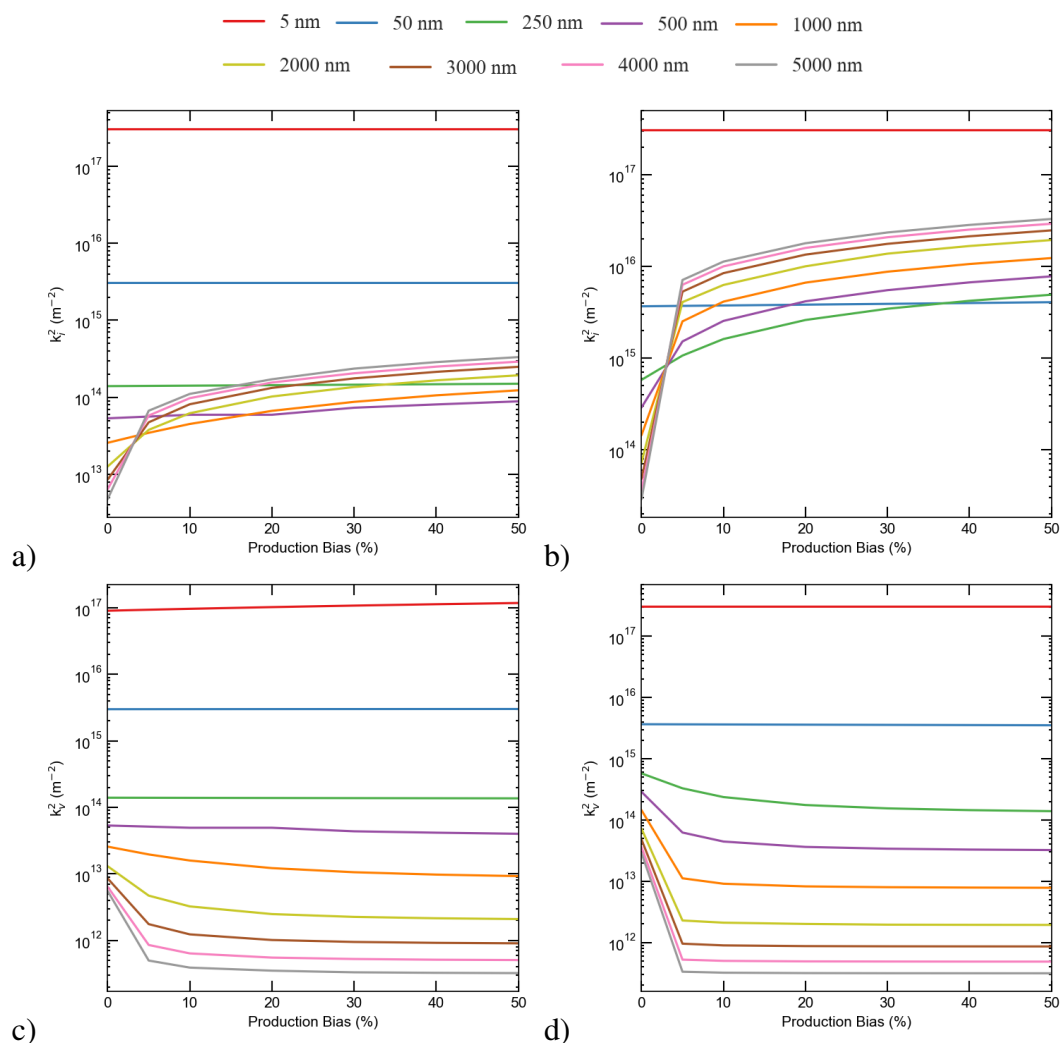 5 nm 50 nm 250 nm 500 nm 1000 nm
2000 nm 3000 nm 4000 nm 5000 nm
10^17
10^16
10^15
10^14
10^13
k_i^2 (m^−2)
0 10 20 30 40 50
Production Bias (%)
a)
10^17
10^16
10^15
10^14
k_i^2 (m^−2)
0 10 20 30 40 50
Production Bias (%)
b)
10^17
10^16
10^15
10^14
10^13
10^12
k_v^2 (m^−2)
0 10 20 30 40 50
Production Bias (%)
c)
10^17
10^16
10^15
10^14
10^13
10^12
k_v^2 (m^−2)
0 10 20 30 40 50
Production Bias (%)
d)